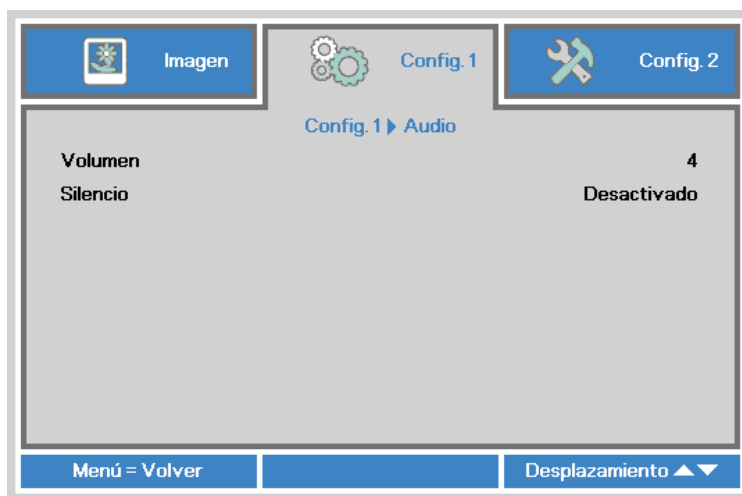 Imagen
Config. 1
Config. 2
Config. 1 Audio
Volumen 4
Silencio Desactivado
Menú = Volver
Desplazamiento